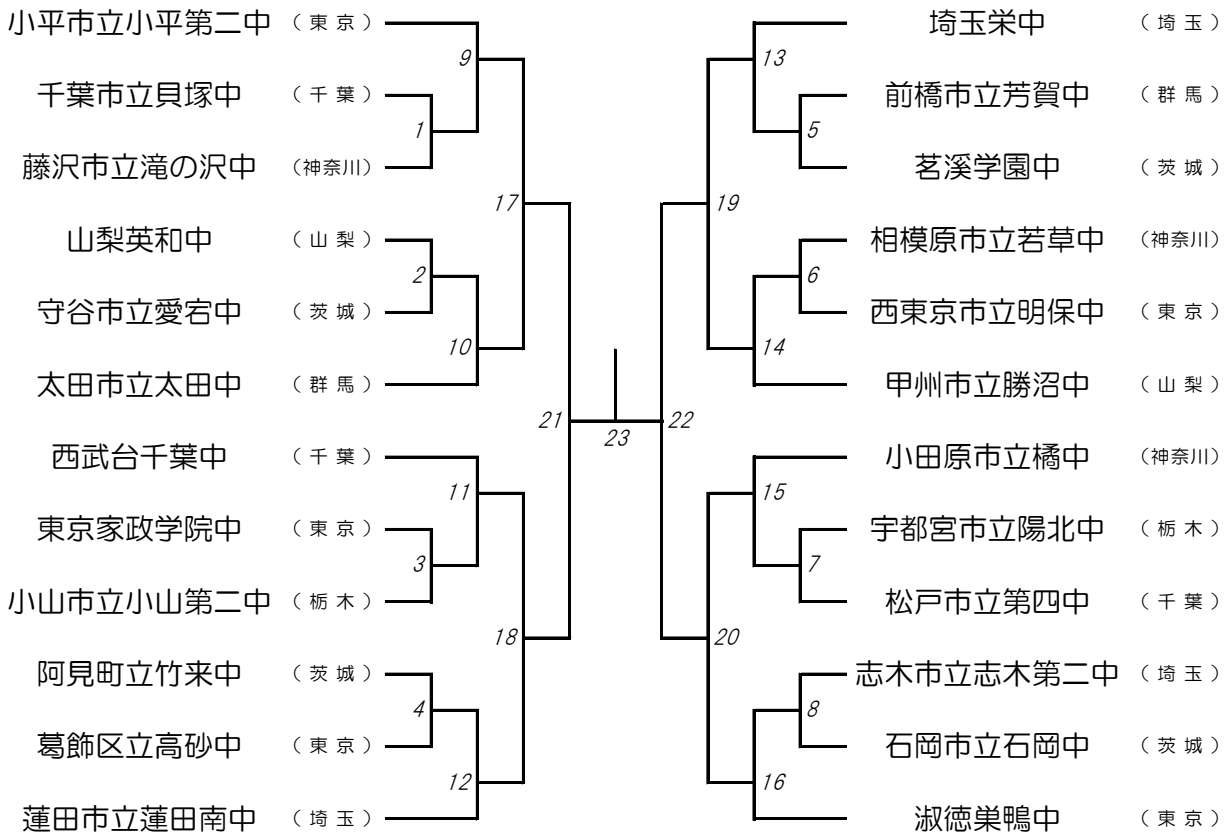 小平市立小平第二中 （東京）
9
千葉市立貝塚中 （千葉）
1
藤沢市立滝の沢中 （神奈川）
17
山梨英和中 （山梨）
2
守谷市立愛宕中 （茨城）
10
太田市立太田中 （群馬）
21
西武台千葉中 （千葉）
11
東京家政学院中 （東京）
3
小山市立小山第二中 （栃木）
18
阿見町立竹来中 （茨城）
4
葛飾区立高砂中 （東京）
12
蓮田市立蓮田南中 （埼玉）
23
埼玉栄中 （埼玉）
13
前橋市立芳賀中 （群馬）
5
茗溪学園中 （茨城）
19
相模原市立若草中 （神奈川）
6
西東京市立明保中 （東京）
14
甲州市立勝沼中 （山梨）
22
小田原市立橘中 （神奈川）
15
宇都宮市立陽北中 （栃木）
7
松戸市立第四中 （千葉）
20
志木市立志木第二中 （埼玉）
8
石岡市立石岡中 （茨城）
16
淑徳巣鴨中 （東京）